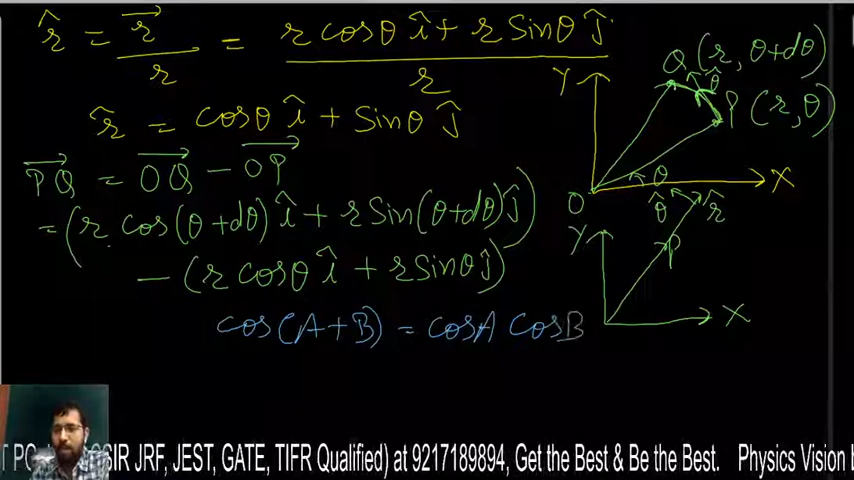 r̂ = r⃗ / r = r cosθ î + r Sinθ ĵ / r
r̂ = cosθ î + Sinθ ĵ
PQ⃗ = OQ⃗ − OP⃗
= (r cos(θ+dθ) î + r Sin(θ+dθ) ĵ)
− (r cosθ î + r Sinθ ĵ)
cos(A+B) = cosA cosB
Q (r, θ+dθ)
θ̂
Y
P (r, θ)
θ
X
O
θ̂ r̂
Y
P
X
SIR JRF, JEST, GATE, TIFR Qualified) at 9217189894, Get the Best & Be the Best. Physics Vision b